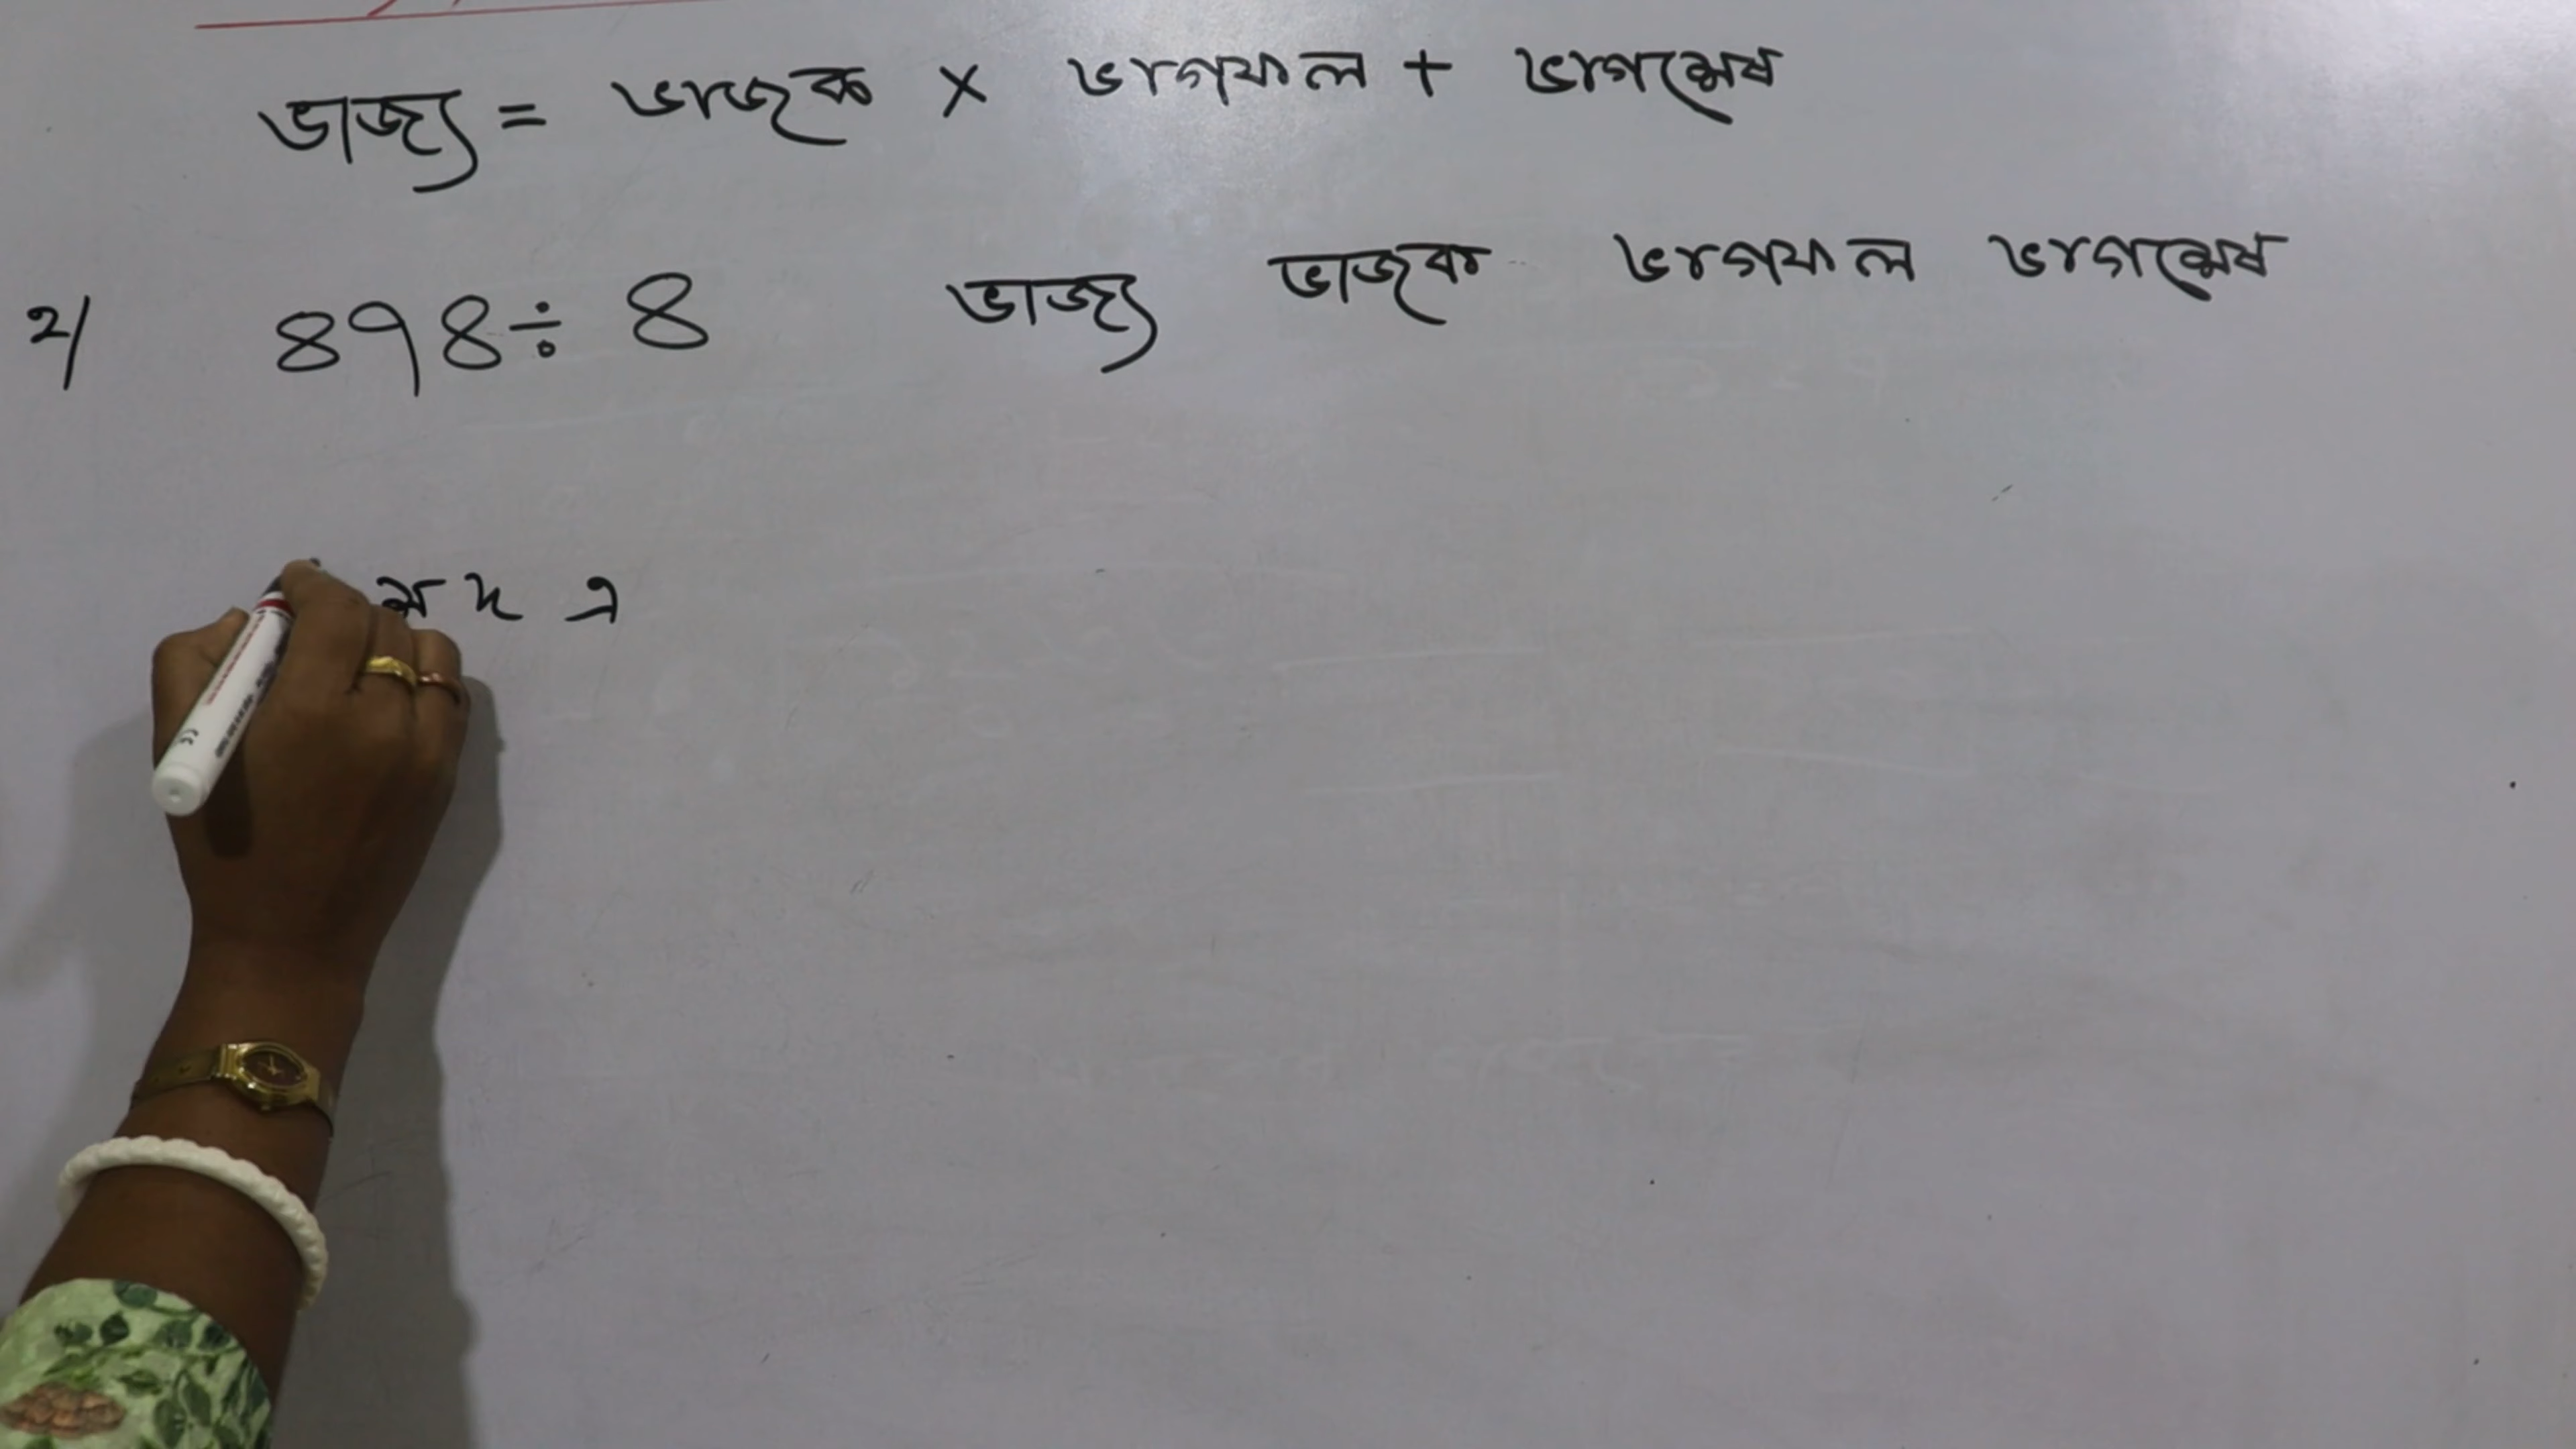 ভাজ্য = ভাজক × ভাগফল + ভাগশেষ
২/ ৪৭৪ ÷ ৪ ভাজ্য ভাজক ভাগফল ভাগশেষ
শ দ এ